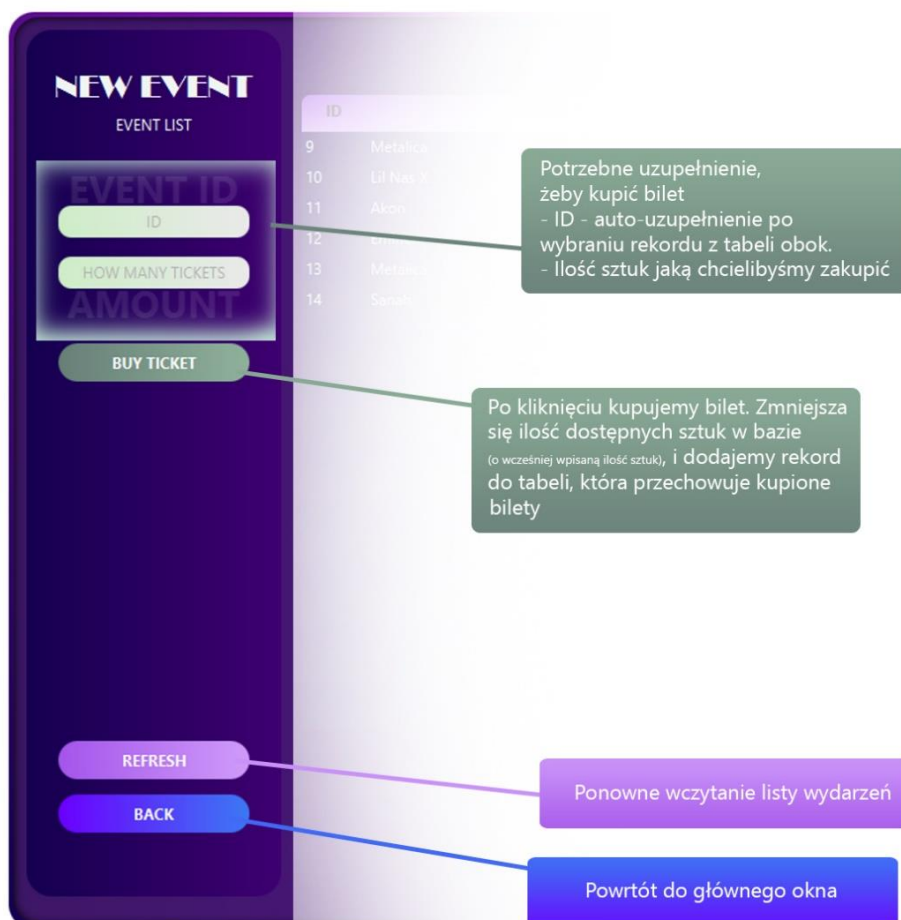 NEW EVENT
EVENT LIST
EVENT ID
ID
HOW MANY TICKETS
AMOUNT
BUY TICKET
REFRESH
BACK
ID
9 Metalica
10 Lil Nas X
11 Akon
12
13 Metalica
14
Potrzebne uzupełnienie,
żeby kupić bilet
- ID - auto-uzupełnienie po
wybraniu rekordu z tabeli obok.
- Ilość sztuk jaką chcielibyśmy zakupić
Po kliknięciu kupujemy bilet. Zmniejsza
się ilość dostępnych sztuk w bazie
(o wcześniej wpisaną ilość sztuk), i dodajemy rekord
do tabeli, która przechowuje kupione
bilety
Ponowne wczytanie listy wydarzeń
Powrtót do głównego okna